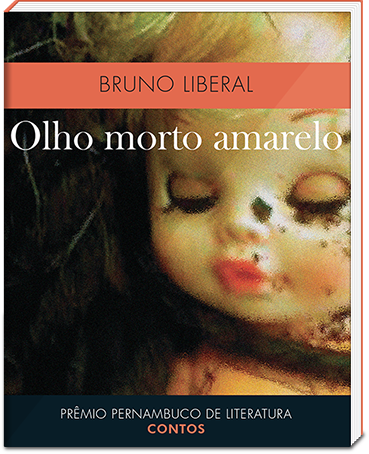 BRUNO LIBERAL
Olho morto amarelo
PRÊMIO PERNAMBUCO DE LITERATURA
CONTOS